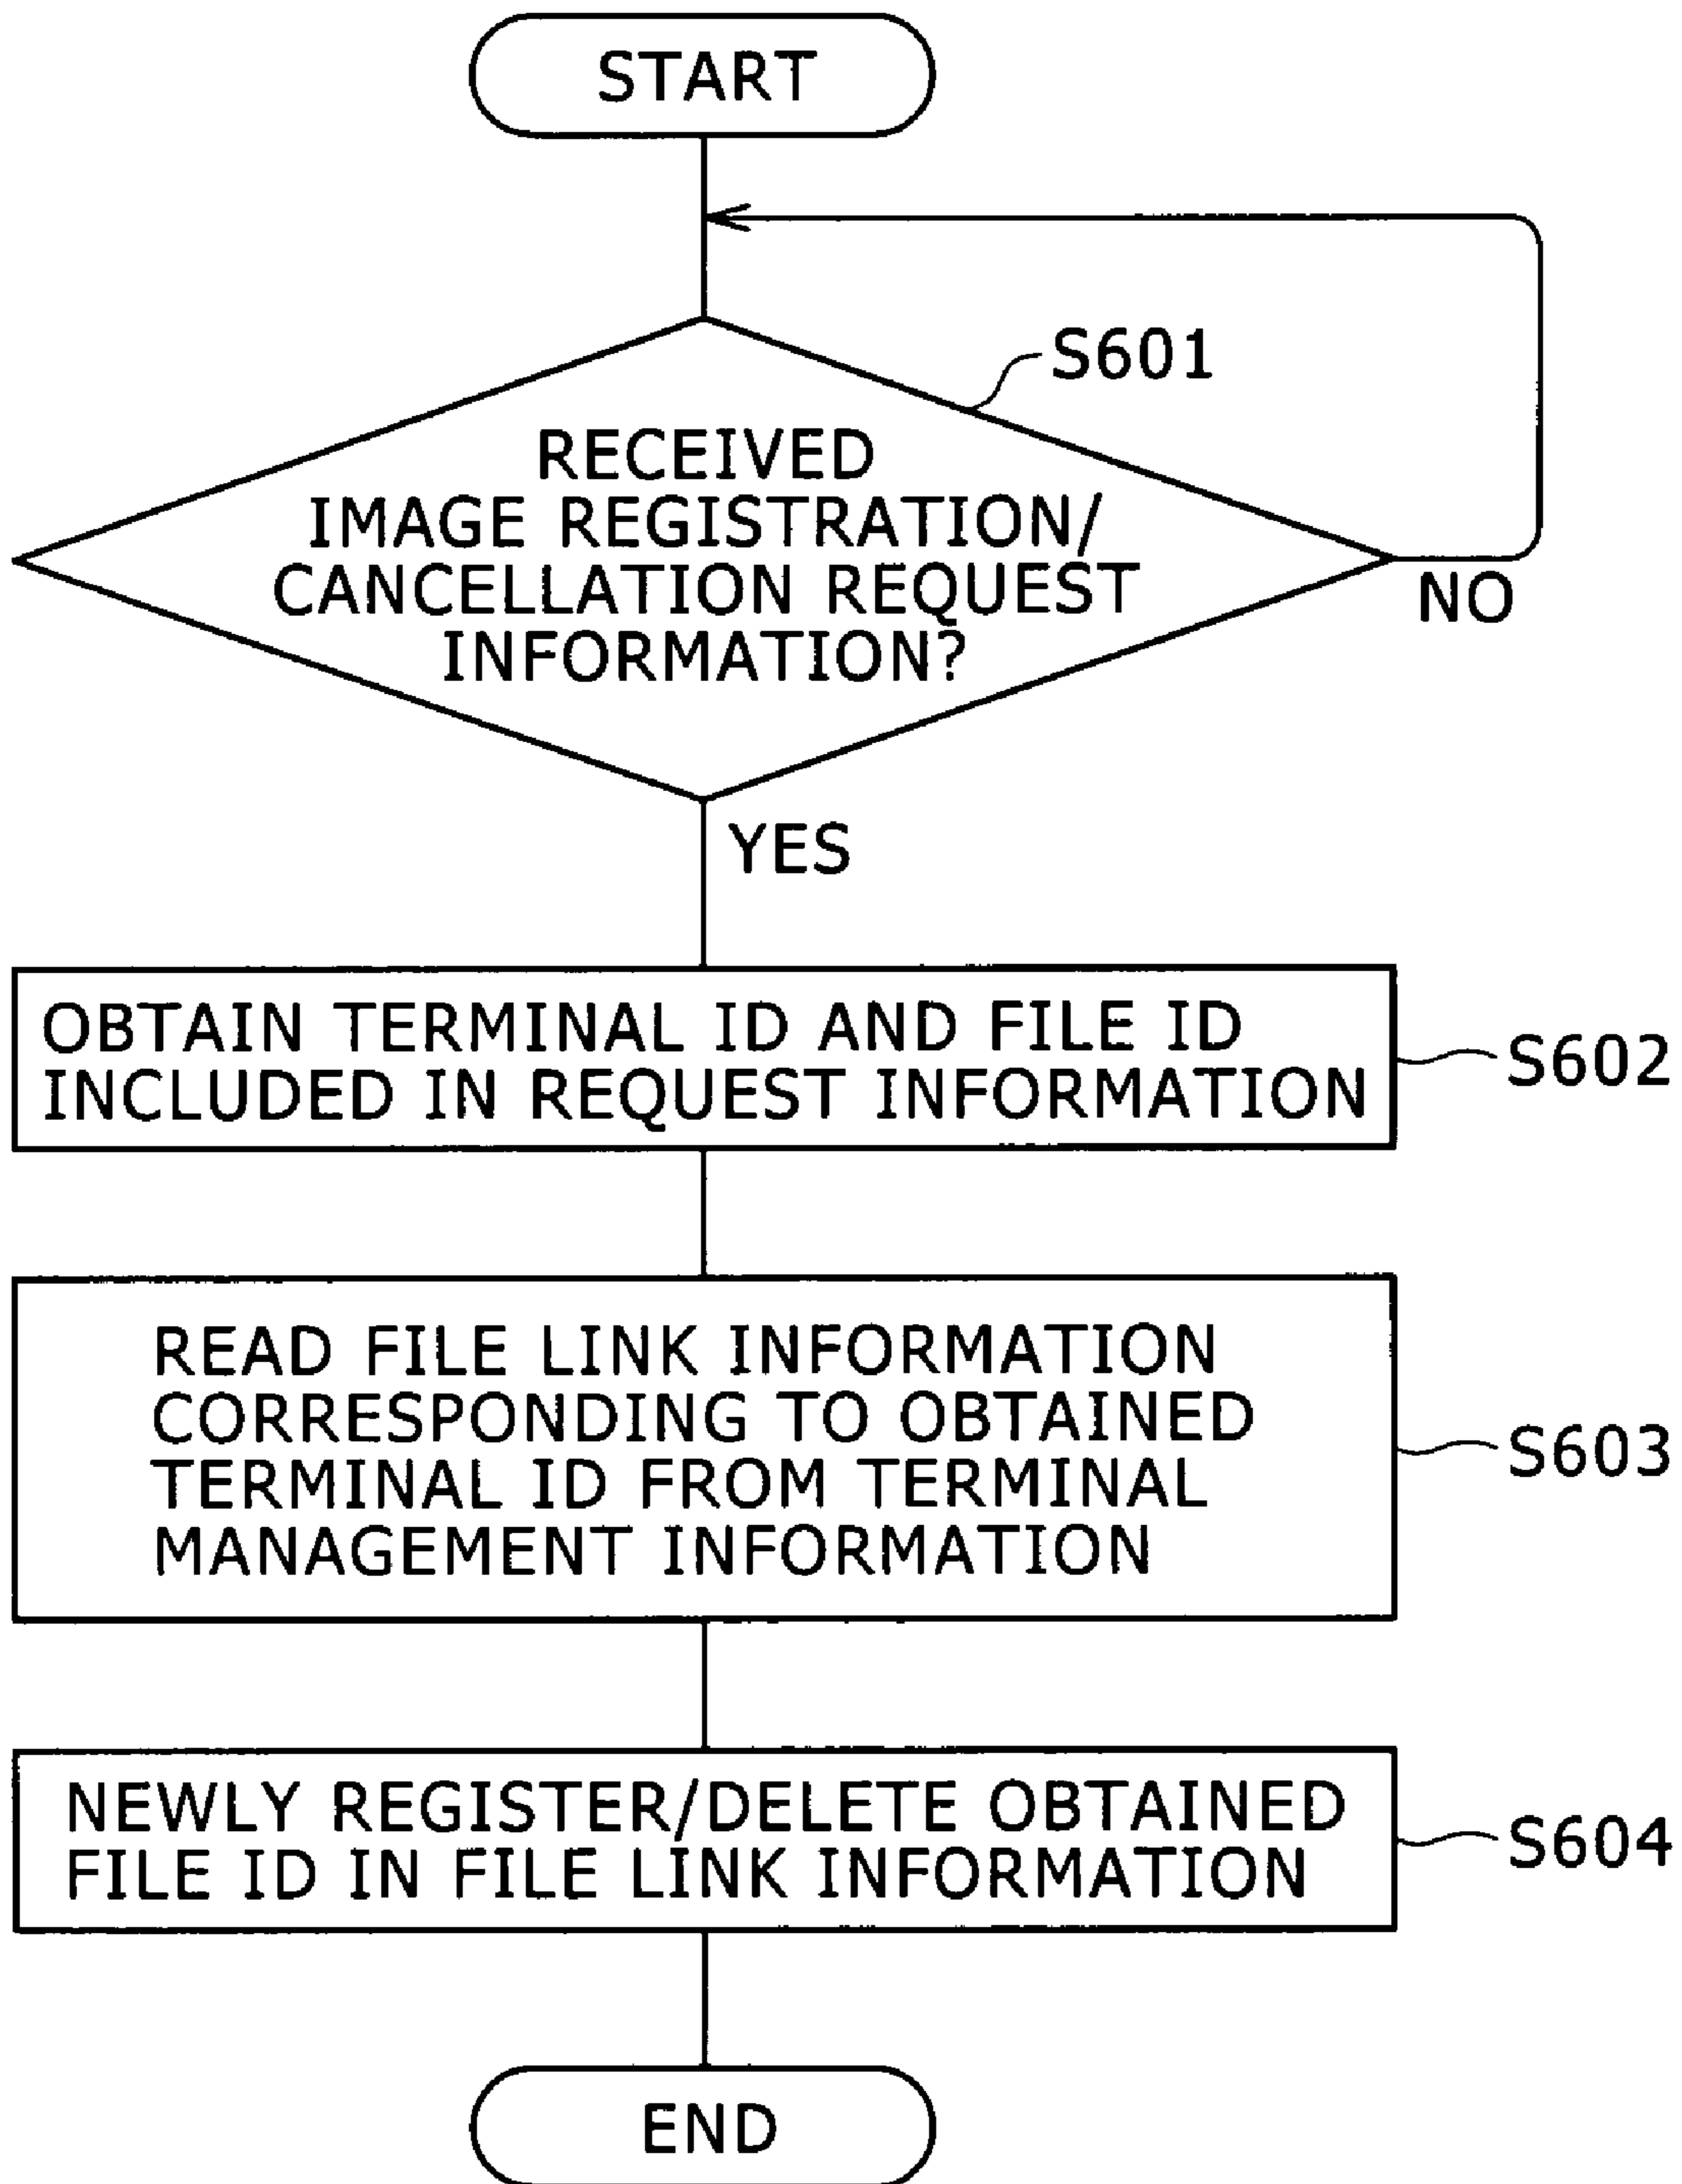 START
S601
RECEIVED
IMAGE REGISTRATION/
CANCELLATION REQUEST
INFORMATION?
NO
YES
OBTAIN TERMINAL ID AND FILE ID
INCLUDED IN REQUEST INFORMATION
S602
READ FILE LINK INFORMATION
CORRESPONDING TO OBTAINED
TERMINAL ID FROM TERMINAL
MANAGEMENT INFORMATION
S603
NEWLY REGISTER/DELETE OBTAINED
FILE ID IN FILE LINK INFORMATION
S604
END